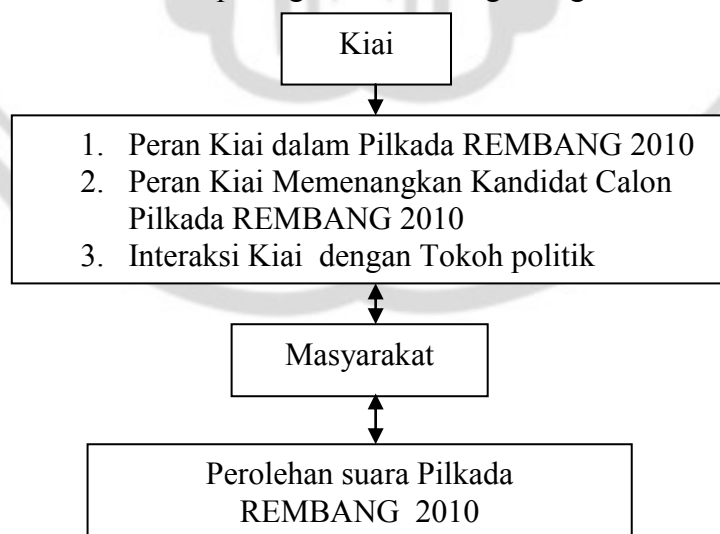 Kiai
1. Peran Kiai dalam Pilkada REMBANG 2010
2. Peran Kiai Memenangkan Kandidat Calon
Pilkada REMBANG 2010
3. Interaksi Kiai dengan Tokoh politik
Masyarakat
Perolehan suara Pilkada
REMBANG 2010